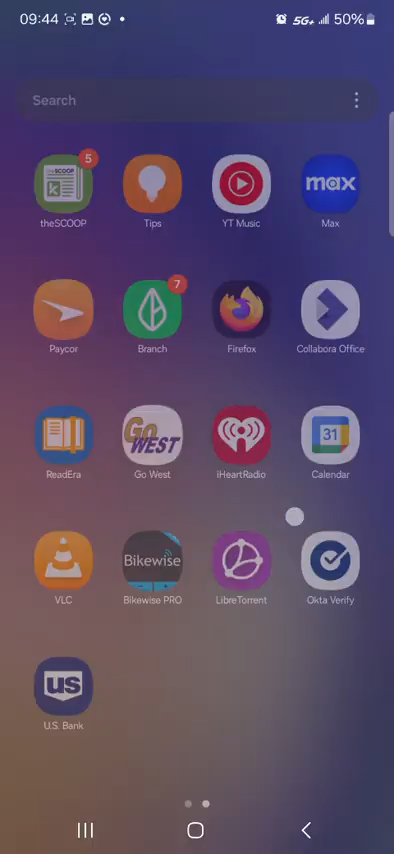 09:44 5G+ 50%
Search
5
theSCOOP
k
theSCOOP Tips YT Music Max
max
7
Paycor Branch Firefox Collabora Office
Go WEST
31
ReadEra Go West iHeartRadio Calendar
Bikewise
VLC Bikewise PRO LibreTorrent Okta Verify
us
U.S. Bank